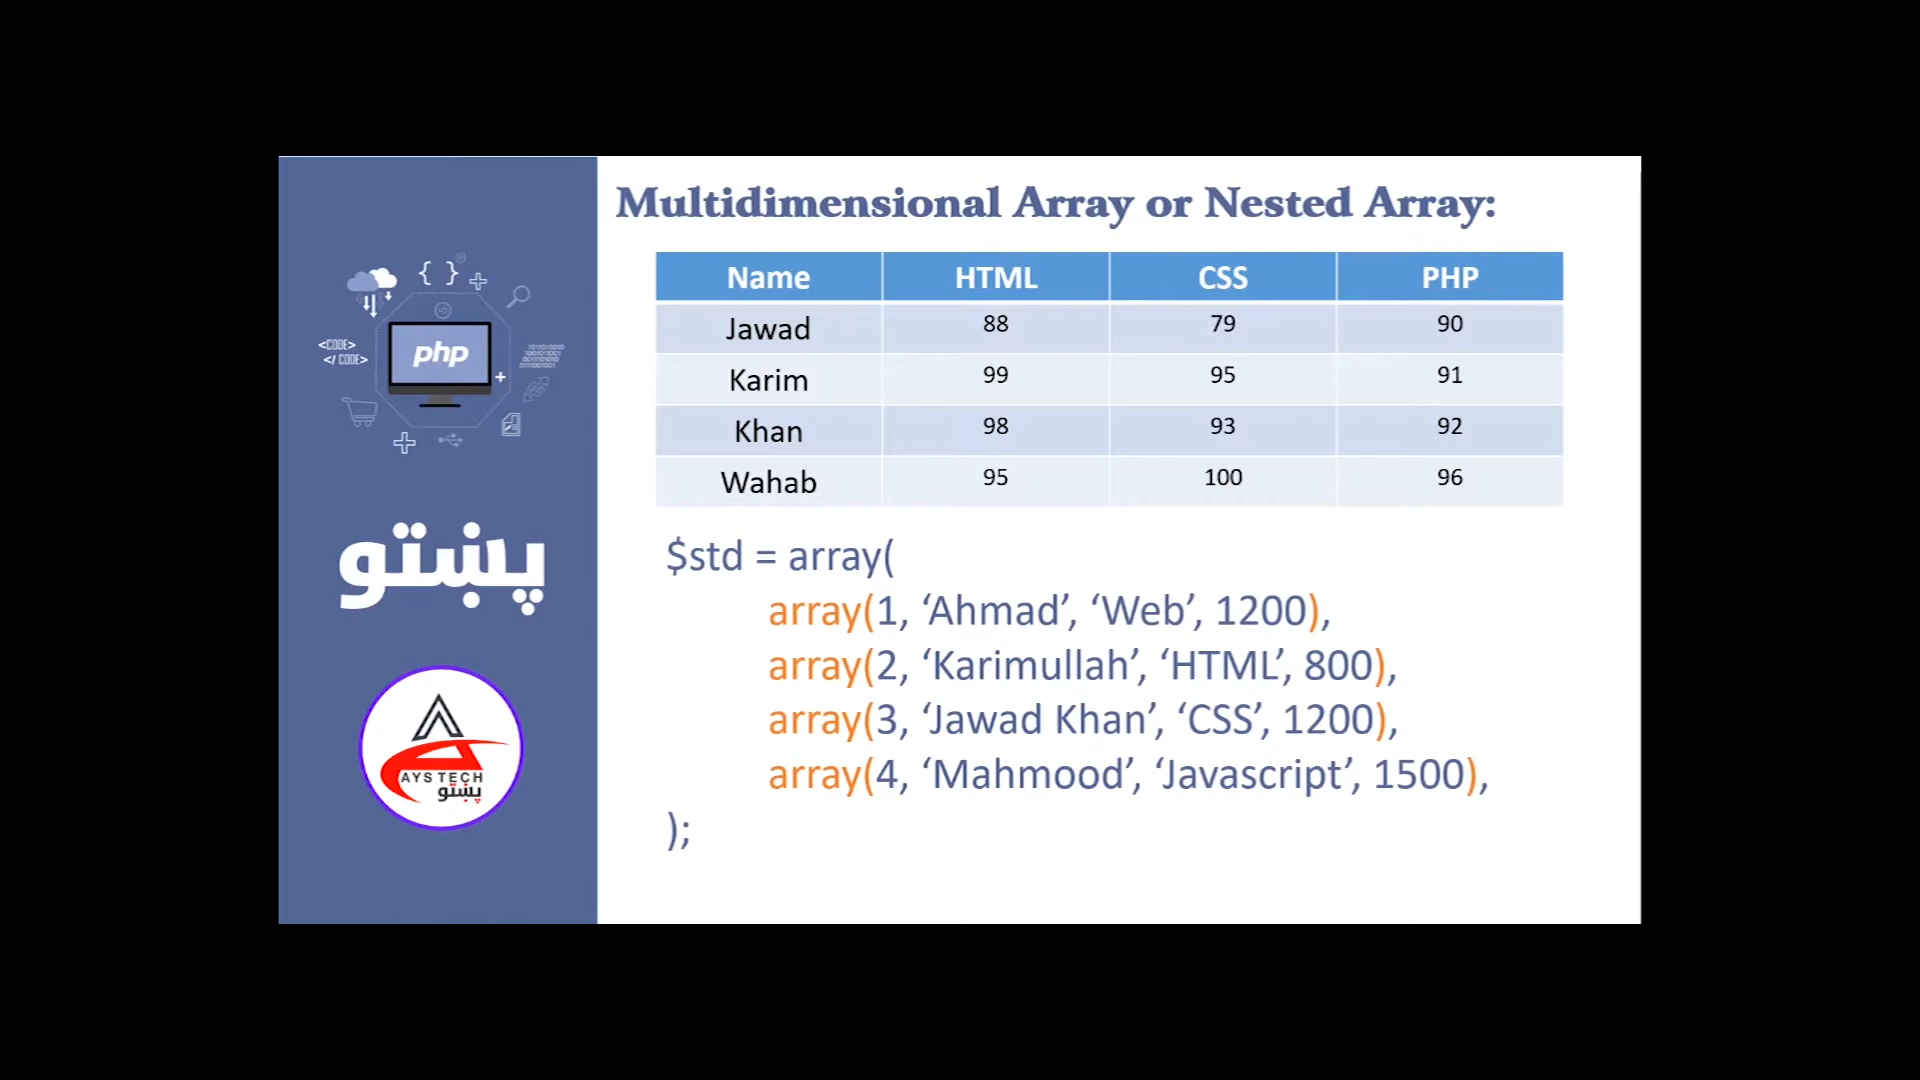 Multidimensional Array or Nested Array:
Name HTML CSS PHP
Jawad 88 79 90
Karim 99 95 91
Khan 98 93 92
Wahab 95 100 96
$std = array(
array(1, ‘Ahmad’, ‘Web’, 1200),
array(2, ‘Karimullah’, ‘HTML’, 800),
array(3, ‘Jawad Khan’, ‘CSS’, 1200),
array(4, ‘Mahmood’, ‘Javascript’, 1500),
);
{ }
<CODE>
</ CODE>
php
پښتو
AYS TECH
پښتو